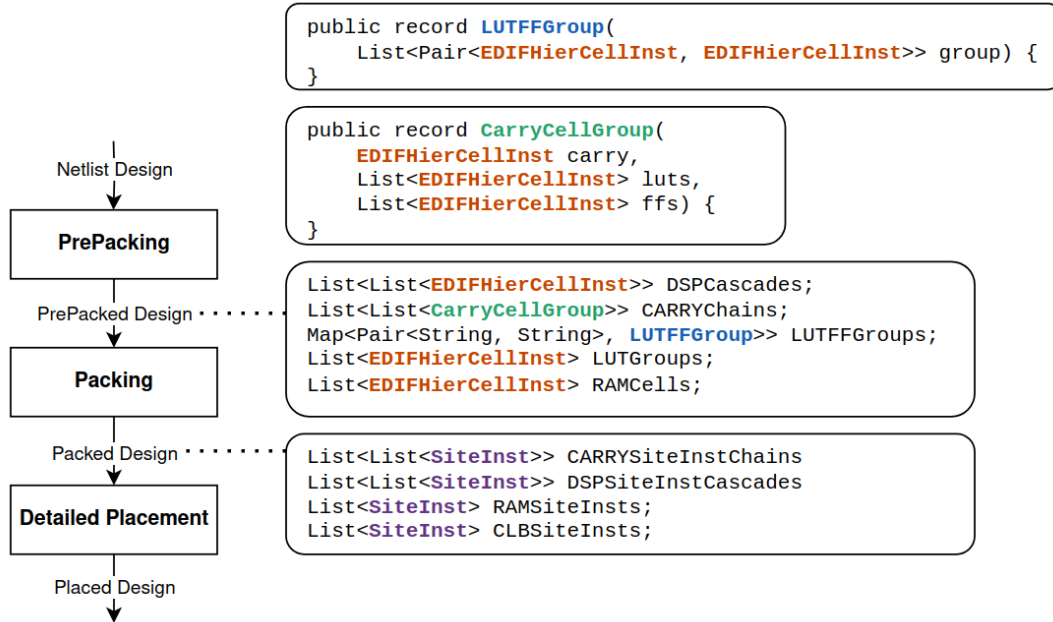 public record LUTFFGroup(
List<Pair<EDIFHierCellInst, EDIFHierCellInst>> group) {
}
public record CarryCellGroup(
EDIFHierCellInst carry,
List<EDIFHierCellInst> luts,
List<EDIFHierCellInst> ffs) {
}
Netlist Design
PrePacking
PrePacked Design
List<List<EDIFHierCellInst>> DSPCascades;
List<List<CarryCellGroup>> CARRYChains;
Map<Pair<String, String>, LUTFFGroup>> LUTFFGroups;
List<EDIFHierCellInst> LUTGroups;
List<EDIFHierCellInst> RAMCells;
Packing
Packed Design
List<List<SiteInst>> CARRYSiteInstChains
List<List<SiteInst>> DSPSiteInstCascades
List<SiteInst> RAMSiteInsts;
List<SiteInst> CLBSiteInsts;
Detailed Placement
Placed Design